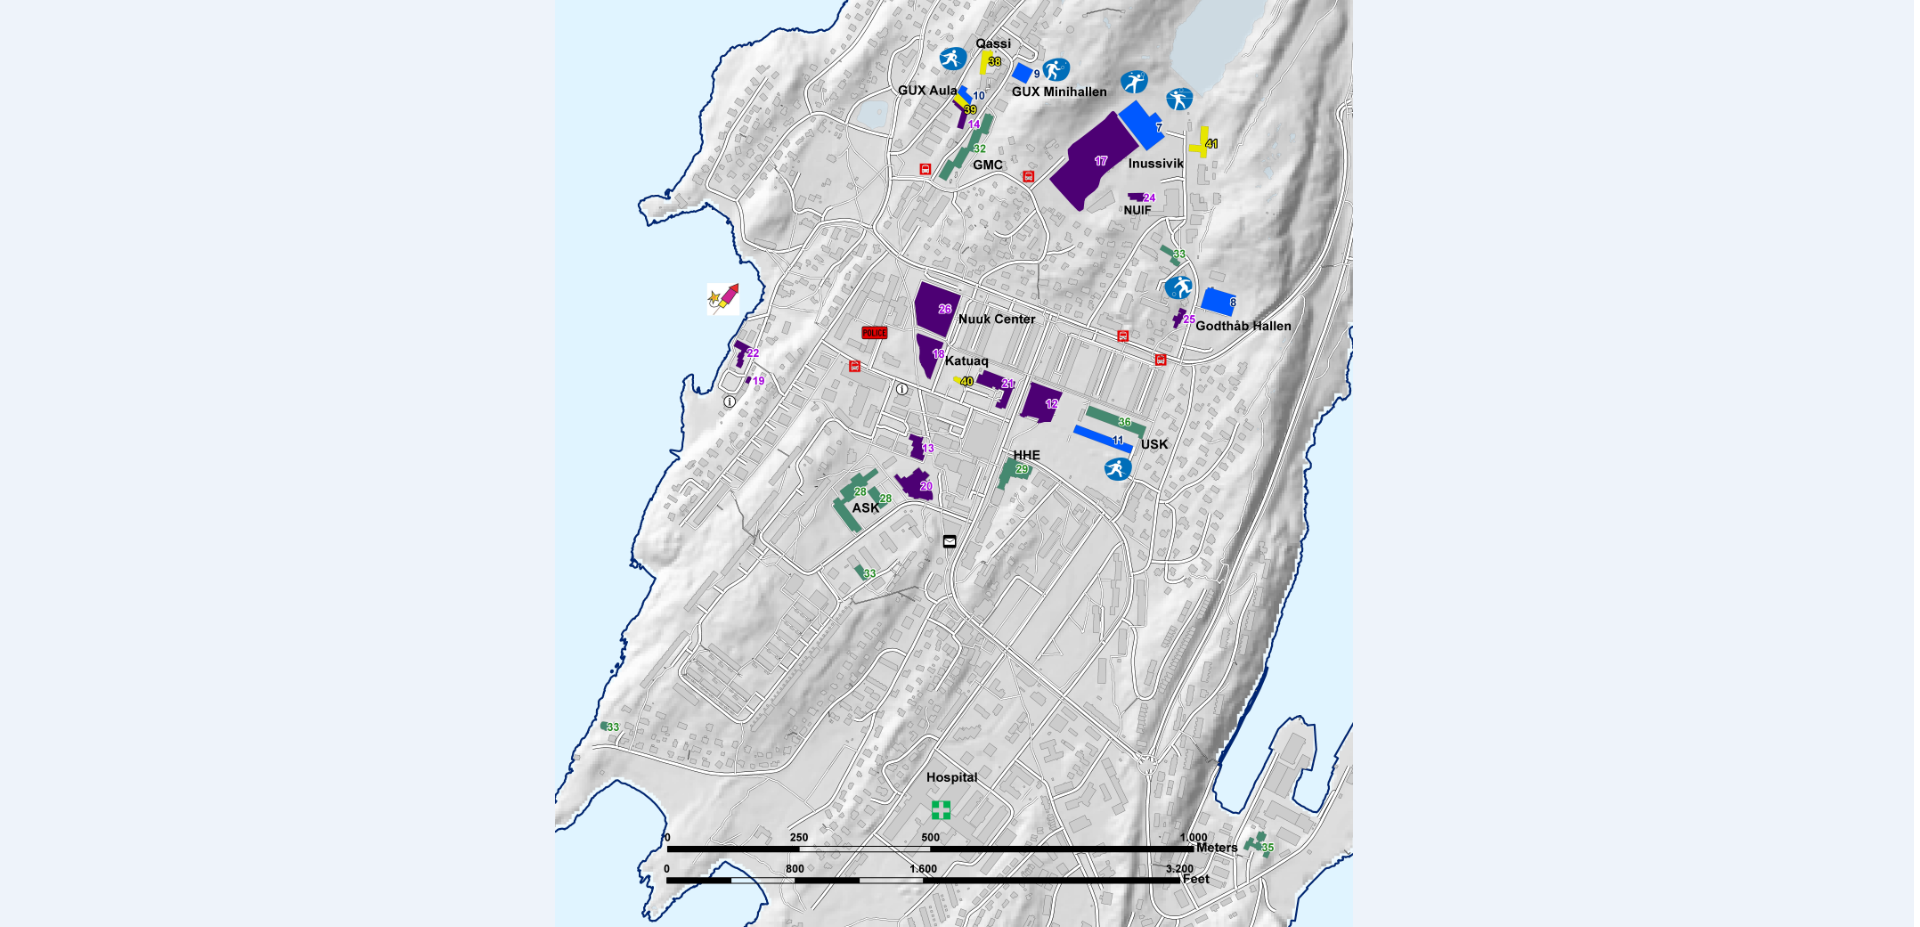 Qassi
38
9
GUX Aula
10
GUX Minihallen
39
14
7
32
41
GMC
17
Inussivik
24
NUIF
33
8
26
25
Nuuk Center
Godthåb Hallen
POLICE
22
18
Katuaq
19
40
21
12
36
11
USK
13
HHE
29
20
28
28
ASK
33
33
Hospital
0 250 500 1.000
Meters
35
0 800 1.600 3.200
Feet